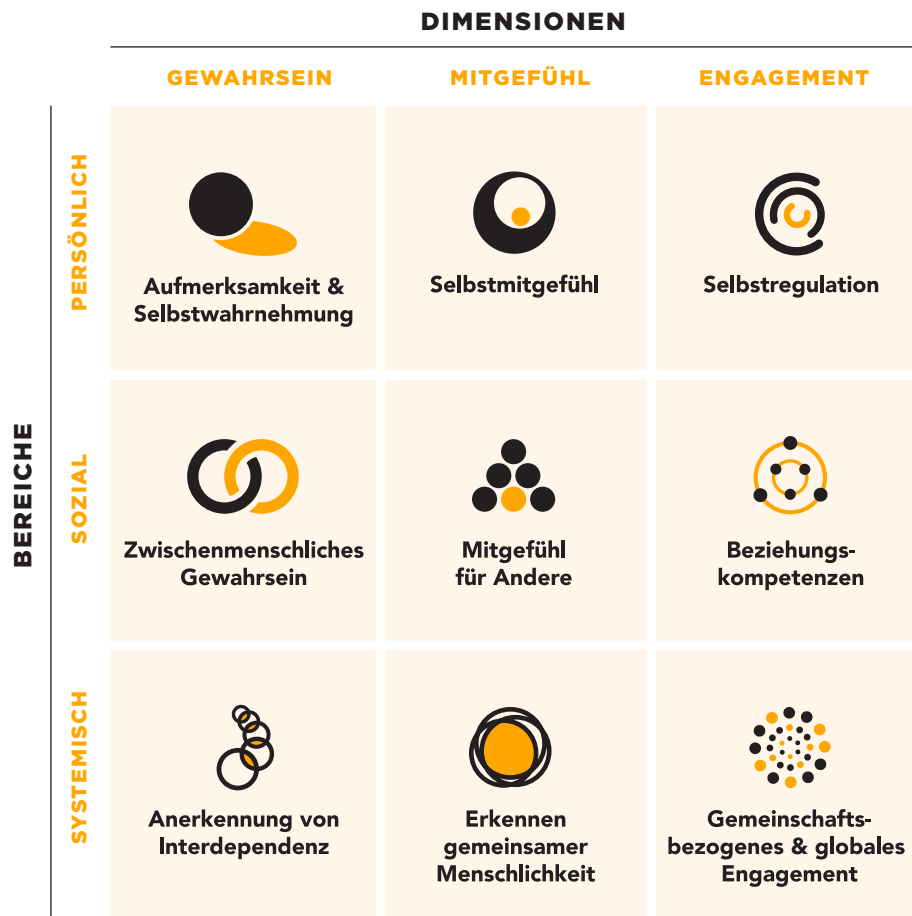 DIMENSIONEN
GEWAHRSEIN
MITGEFÜHL
ENGAGEMENT
BEREICHE
PERSÖNLICH
Aufmerksamkeit &
Selbstwahrnehmung
Selbstmitgefühl
Selbstregulation
SOZIAL
Zwischenmenschliches
Gewahrsein
Mitgefühl
für Andere
Beziehungs-
kompetenzen
SYSTEMISCH
Anerkennung von
Interdependenz
Erkennen
gemeinsamer
Menschlichkeit
Gemeinschafts-
bezogenes & globales
Engagement